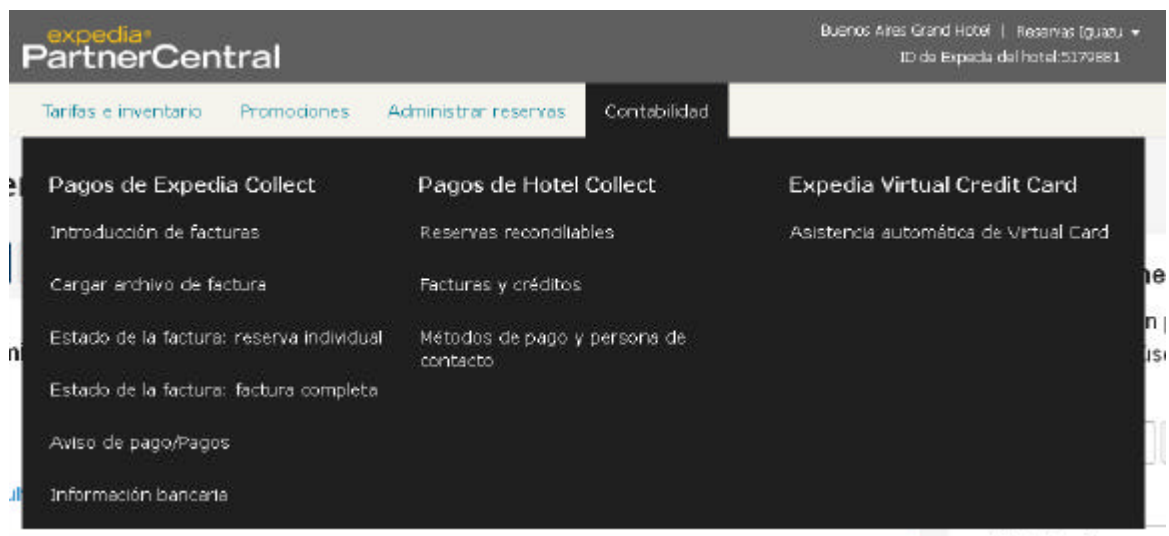 expedia
PartnerCentral
Buenos Aires Grand Hotel | Reservas Iguazu
ID de Expedia del hotel:5179881
Tarifas e inventario
Promociones
Administrar reservas
Contabilidad
Pagos de Expedia Collect
Introducción de facturas
Cargar archivo de factura
Estado de la factura: reserva individual
Estado de la factura: factura completa
Aviso de pago/Pagos
Información bancaria
Pagos de Hotel Collect
Reservas reconciliables
Facturas y créditos
Métodos de pago y persona de
contacto
Expedia Virtual Credit Card
Asistencia automática de Virtual Card